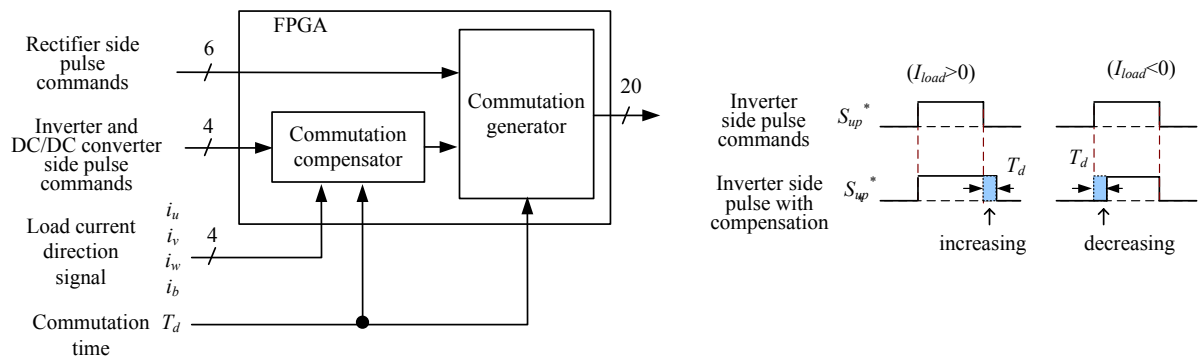 FPGA
Rectifier side
pulse
commands
6
Inverter and
DC/DC converter
side pulse
commands
4
Commutation
compensator
Commutation
generator
20
Load current
direction
signal
i_u
i_v
i_w
i_b
4
Commutation
time
T_d
(I_load>0)
(I_load<0)
Inverter
side pulse
commands
S_up*
T_d
T_d
Inverter side
pulse with
compensation
S_up*
increasing
decreasing